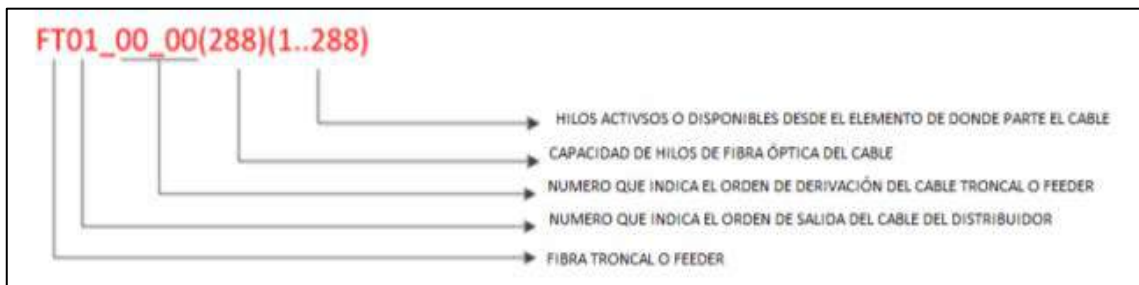 FT01_00_00(288)(1..288)
HILOS ACTIVSOS O DISPONIBLES DESDE EL ELEMENTO DE DONDE PARTE EL CABLE
CAPACIDAD DE HILOS DE FIBRA ÓPTICA DEL CABLE
NUMERO QUE INDICA EL ORDEN DE DERIVACIÓN DEL CABLE TRONCAL O FEEDER
NUMERO QUE INDICA EL ORDEN DE SALIDA DEL CABLE DEL DISTRIBUIDOR
FIBRA TRONCAL O FEEDER